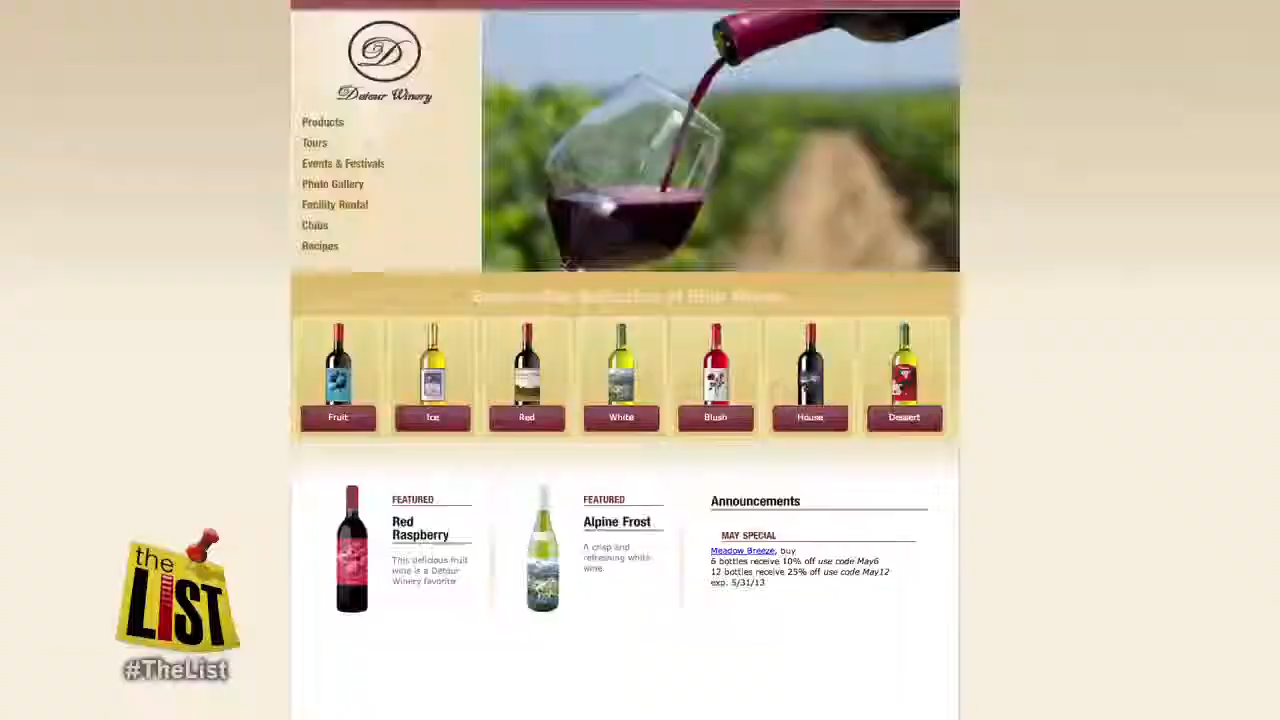 D
Detour Winery
Products
Tours
Events & Festivals
Photo Gallery
Facility Rental
Clubs
Recipes
Fruit
Ice
Red
White
Blush
House
Dessert
FEATURED
Red
Raspberry
This delicious fruit
wine is a Detour
Winery favorite
FEATURED
Alpine Frost
A crisp and
refreshing white
wine.
Announcements
MAY SPECIAL
Meadow Breeze, buy
6 bottles receive 10% off use code May6
12 bottles receive 25% off use code May12
exp. 5/31/13
the
LIST
#TheList